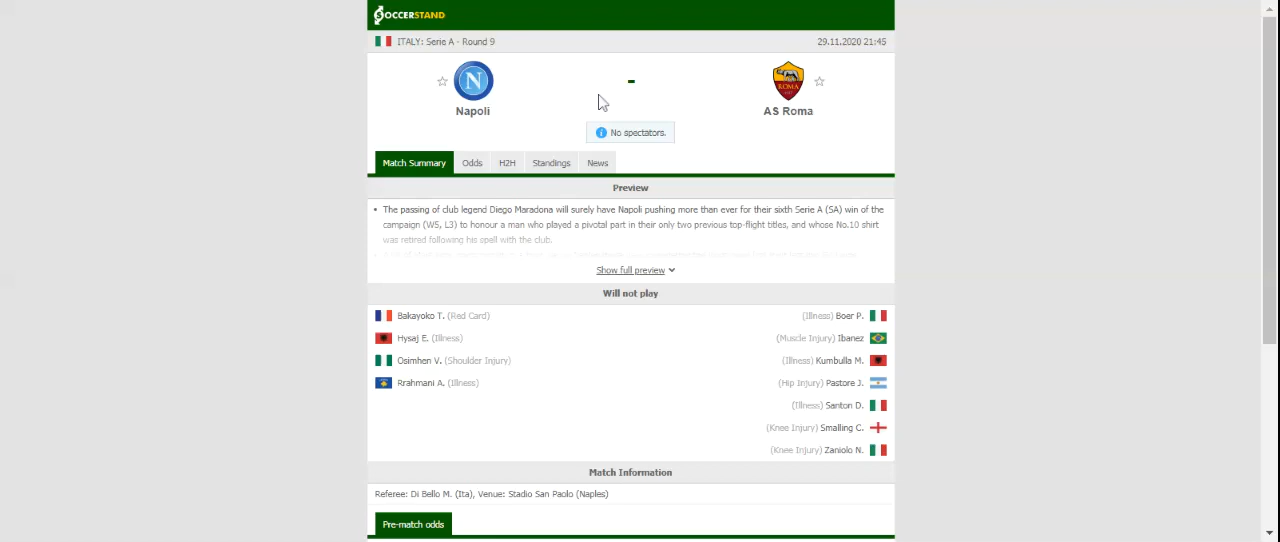 SOCCERSTAND
ITALY: Serie A - Round 9
29.11.2020 21:45
N
ROMA
-
Napoli
AS Roma
No spectators.
Match Summary Odds H2H Standings News
Preview
• The passing of club legend Diego Maradona will surely have Napoli pushing more than ever for their sixth Serie A (SA) win of the
campaign (W5, L3) to honour a man who played a pivotal part in their only two previous top-flight titles, and whose No.10 shirt
was retired following his spell with the club.
Show full preview
Will not play
Bakayoko T. (Red Card)
(Illness) Boer P.
Hysaj E. (Illness)
(Muscle Injury) Ibanez
Osimhen V. (Shoulder Injury)
(Illness) Kumbulla M.
Rrahmani A. (Illness)
(Hip Injury) Pastore J.
(Illness) Santon D.
(Knee Injury) Smalling C.
(Knee Injury) Zaniolo N.
Match Information
Referee: Di Bello M. (Ita), Venue: Stadio San Paolo (Naples)
Pre-match odds